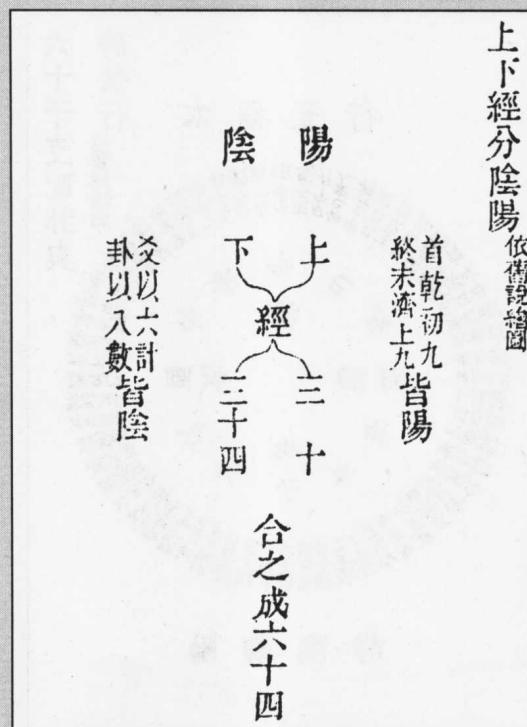 上下經分陰陽
依舊說繪圖
首乾初九
終未濟上九
皆陽
陽 上
陰 下
經
三十
三十四
爻以六計
卦以八數
皆陰
合之成六十四